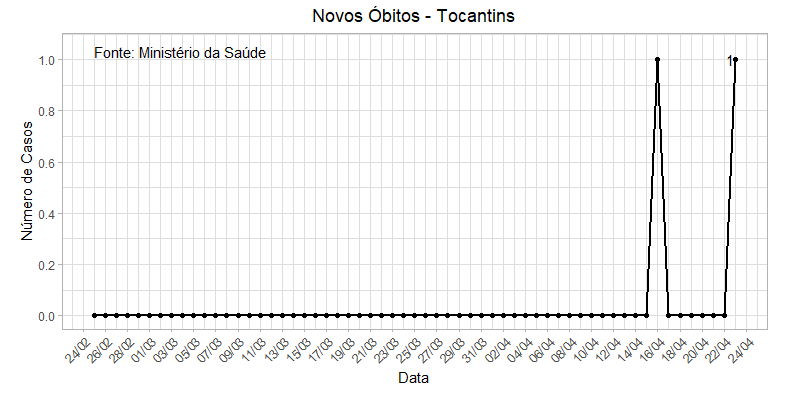 Novos Óbitos - Tocantins
Fonte: Ministério da Saúde
1
Número de Casos
1.0
0.8
0.6
0.4
0.2
0.0
24/02 26/02 28/02 01/03 03/03 05/03 07/03 09/03 11/03 13/03 15/03 17/03 19/03 21/03 23/03 25/03 27/03 29/03 31/03 02/04 04/04 06/04 08/04 10/04 12/04 14/04 16/04 18/04 20/04 22/04 24/04
Data